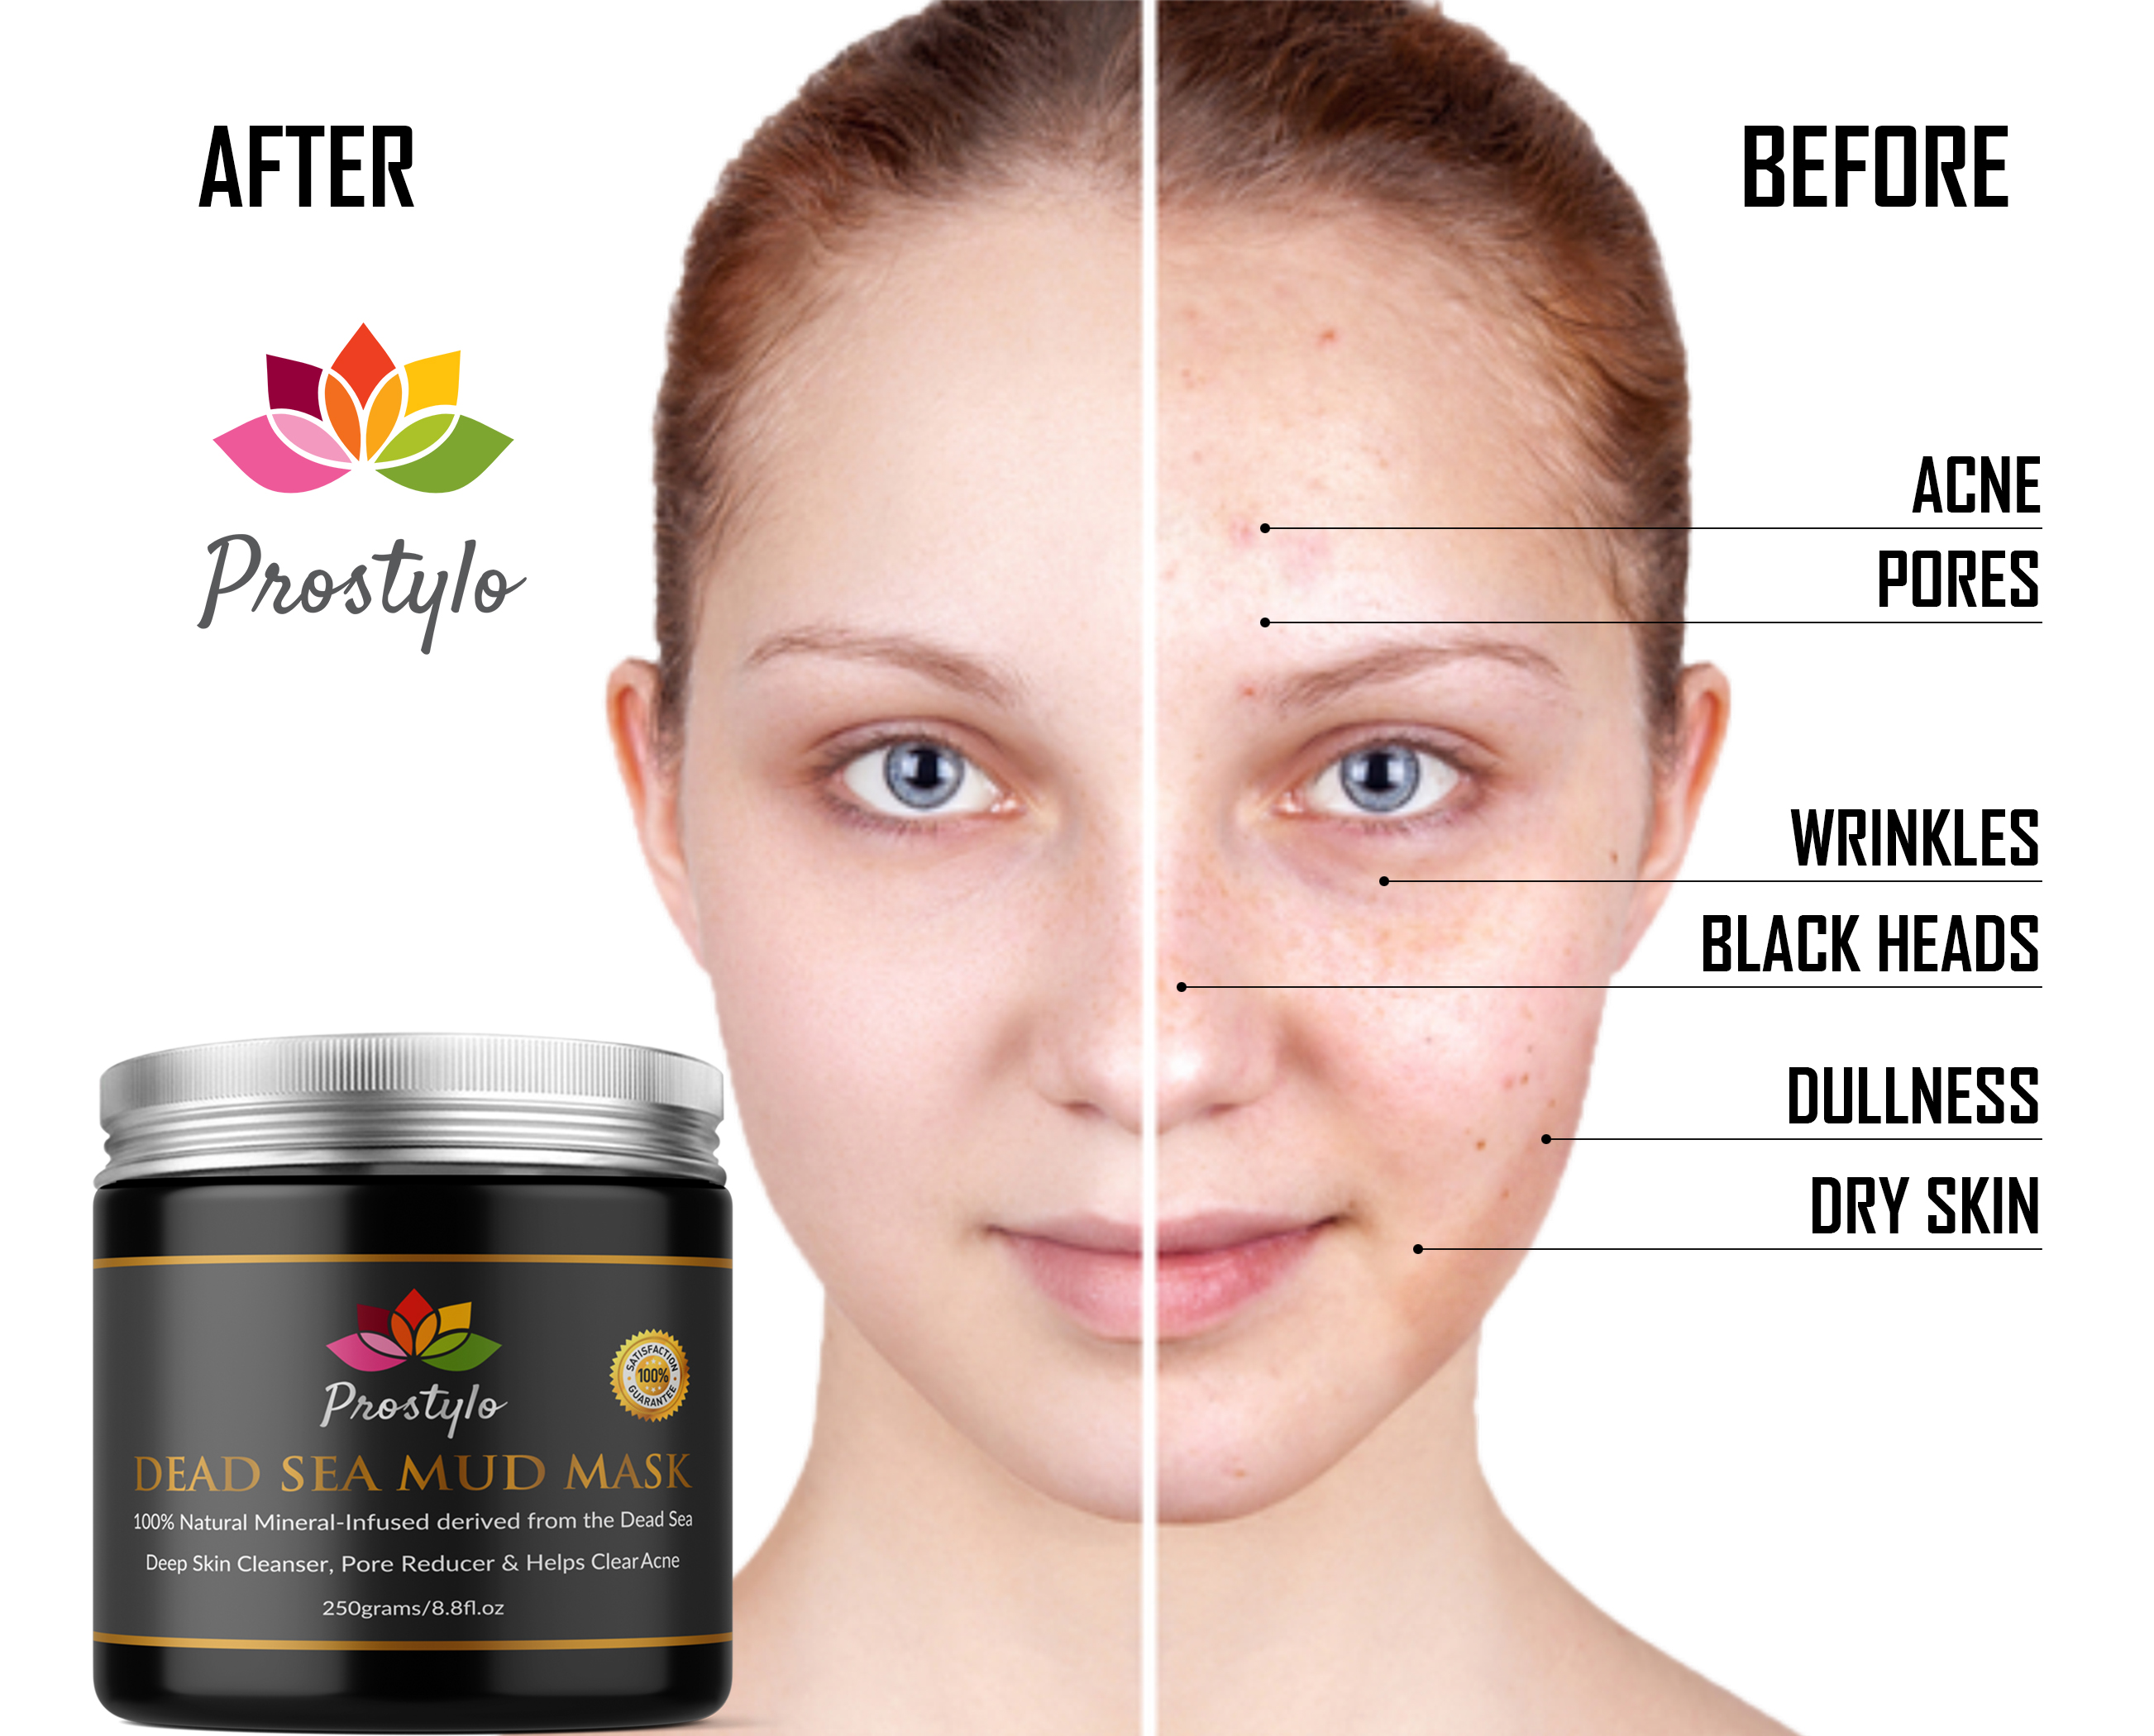 AFTER
BEFORE
Prostylo
ACNE
PORES
WRINKLES
BLACK HEADS
DULLNESS
DRY SKIN
Prostylo
SATISFACTION
100%
GUARANTEE
DEAD SEA MUD MASK
100% Natural Mineral-Infused derived from the Dead Sea
Deep Skin Cleanser, Pore Reducer & Helps ClearAcne
250grams/8.8fl.oz